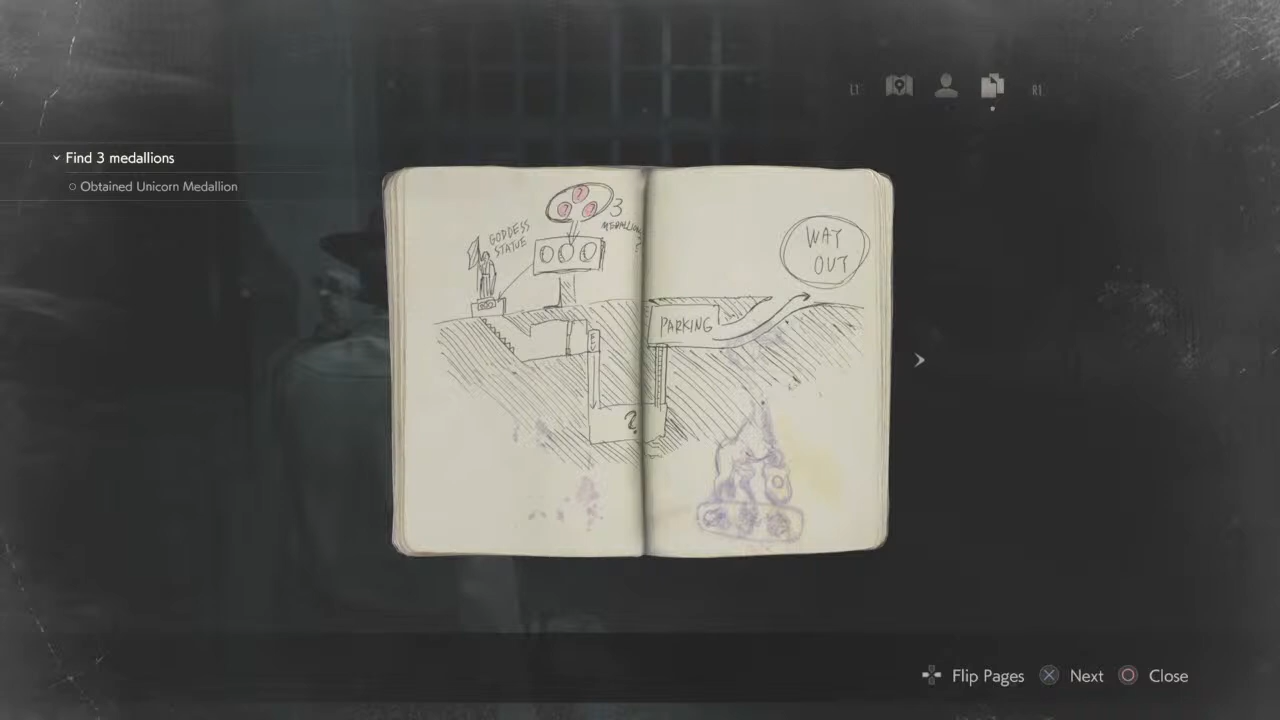 L1
R1
Find 3 medallions
Obtained Unicorn Medallion
3
MEDALLIONS
?
GODDESS
STATUE
WAY
OUT
PARKING
?
Flip Pages
Next
Close